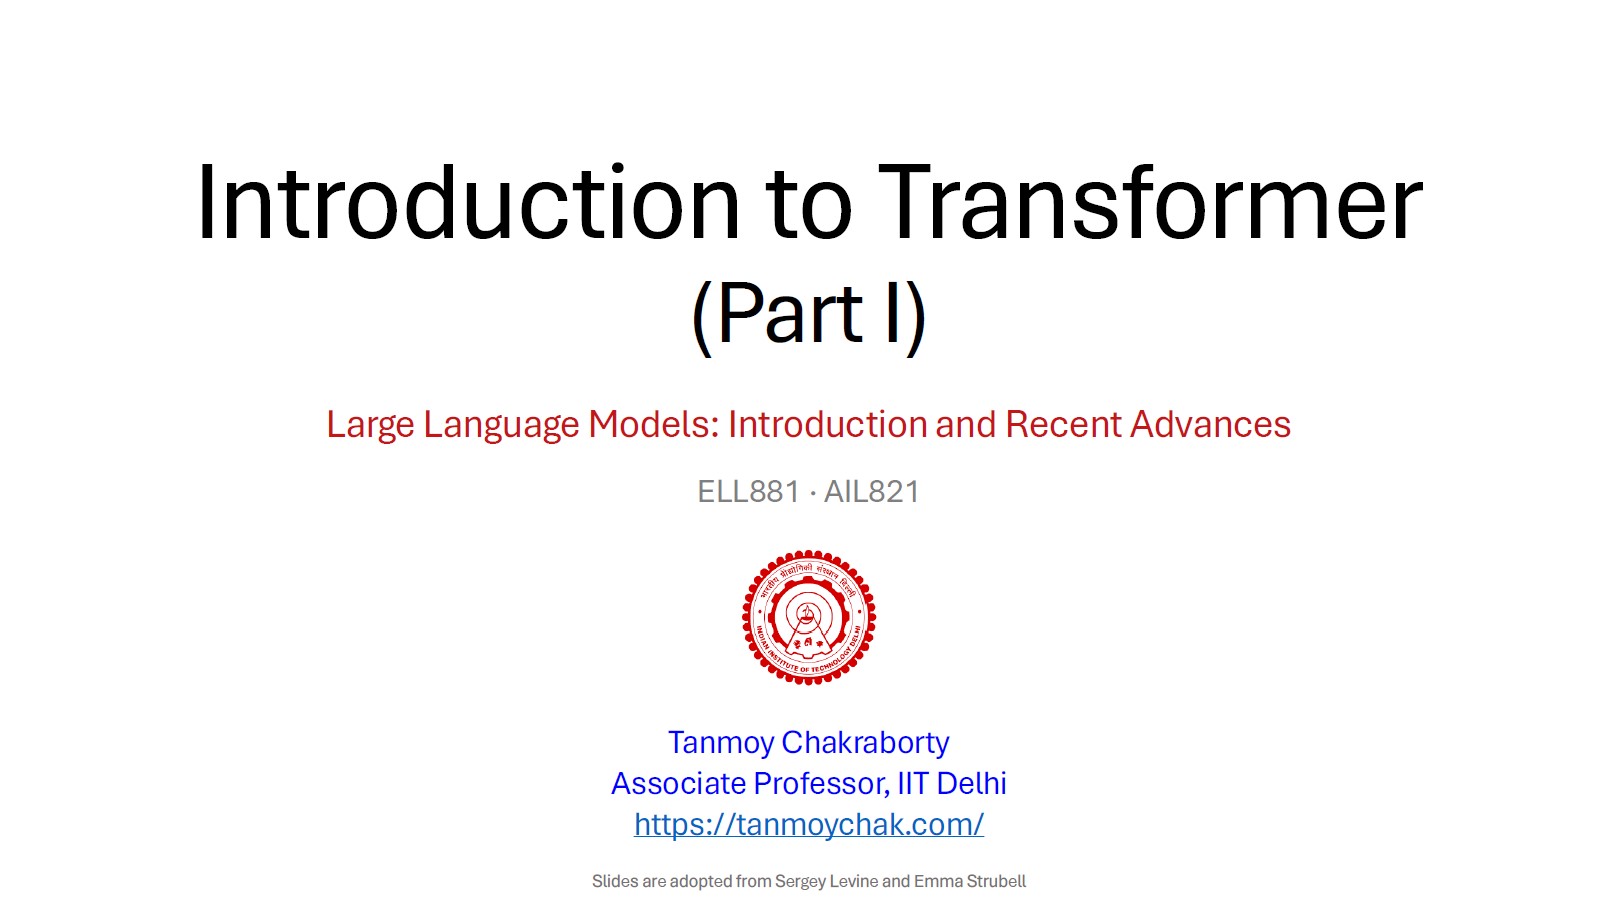 Introduction to Transformer
(Part I)
Large Language Models: Introduction and Recent Advances
ELL881 · AIL821
भारतीय प्रौद्योगिकी संस्थान दिल्ली
INDIAN INSTITUTE OF TECHNOLOGY DELHI
Tanmoy Chakraborty
Associate Professor, IIT Delhi
https://tanmoychak.com/
Slides are adopted from Sergey Levine and Emma Strubell